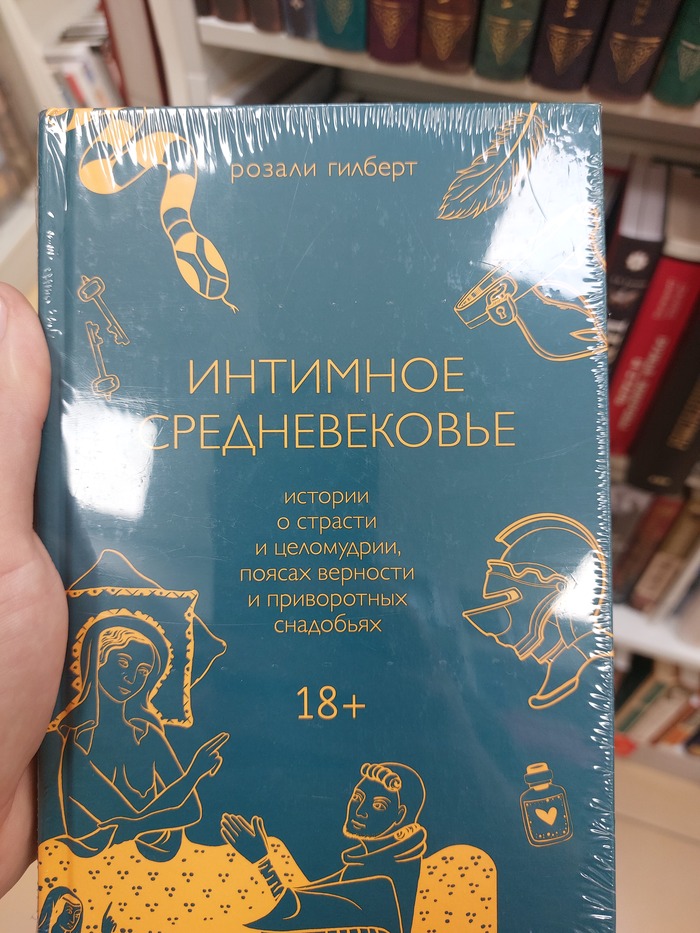 розали гилберт
ИНТИМНОЕ
СРЕДНЕВЕКОВЬЕ
истории
о страсти
и целомудрии,
поясах верности
и приворотных
снадобьях
18+